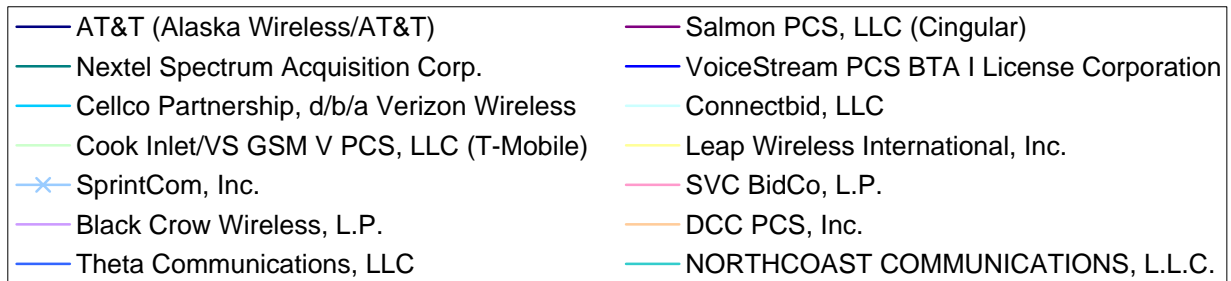 AT&T (Alaska Wireless/AT&T) Salmon PCS, LLC (Cingular)
Nextel Spectrum Acquisition Corp. VoiceStream PCS BTA I License Corporation
Cellco Partnership, d/b/a Verizon Wireless Connectbid, LLC
Cook Inlet/VS GSM V PCS, LLC (T-Mobile) Leap Wireless International, Inc.
SprintCom, Inc. SVC BidCo, L.P.
Black Crow Wireless, L.P. DCC PCS, Inc.
Theta Communications, LLC NORTHCOAST COMMUNICATIONS, L.L.C.